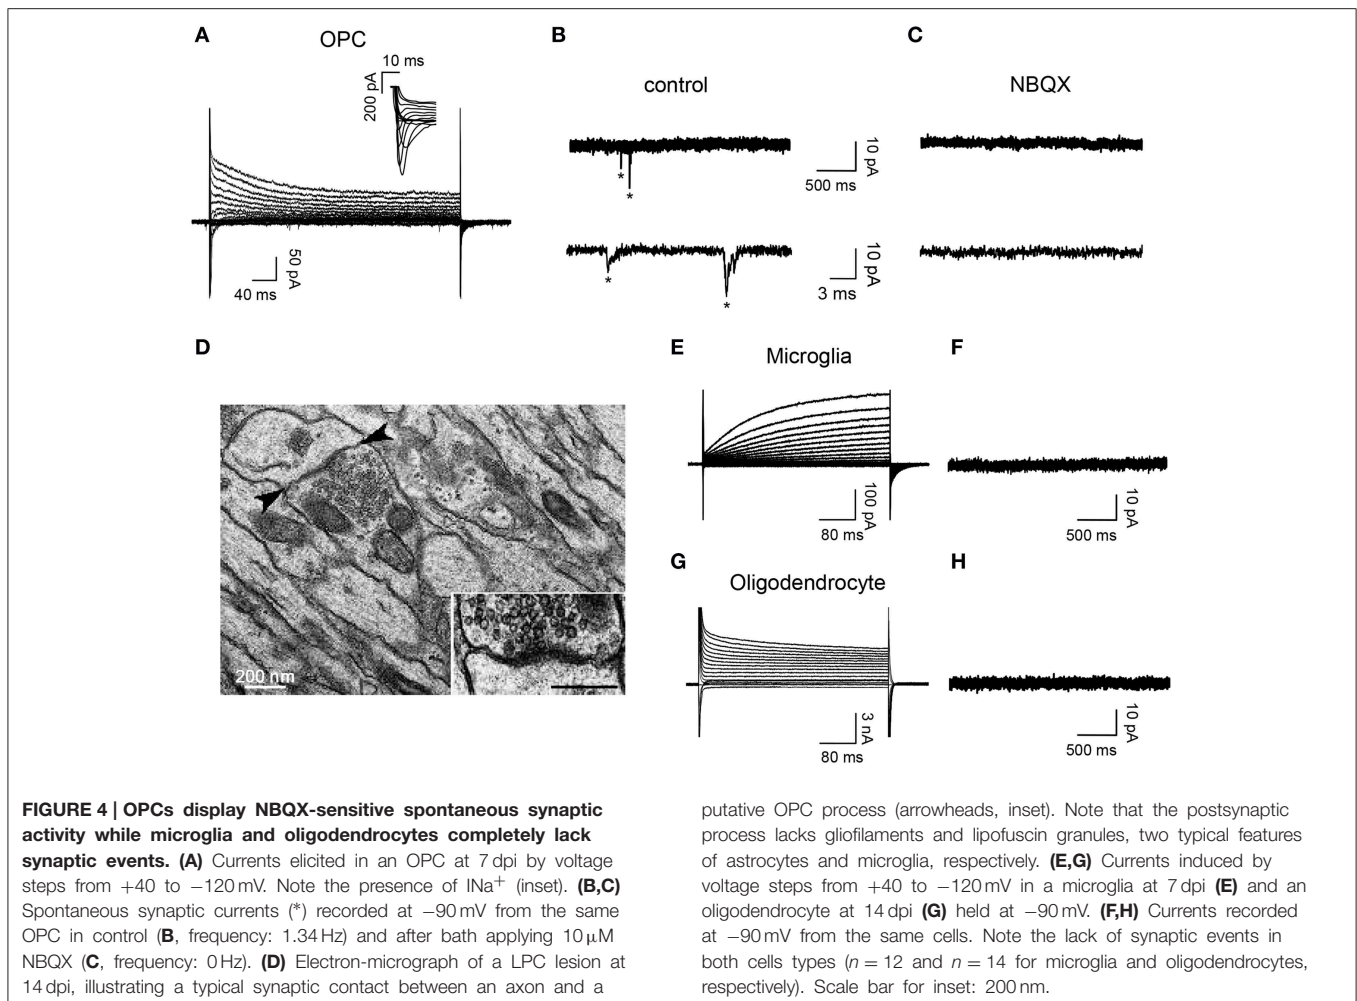 A
OPC
10 ms
200 pA
50 pA
40 ms
B
control
10 pA
500 ms
*
*
10 pA
3 ms
*
*
C
NBQX
D
200 nm
E
Microglia
100 pA
80 ms
F
10 pA
500 ms
G
Oligodendrocyte
3 nA
80 ms
H
10 pA
500 ms
FIGURE 4 | OPCs display NBQX-sensitive spontaneous synaptic
activity while microglia and oligodendrocytes completely lack
synaptic events. (A) Currents elicited in an OPC at 7 dpi by voltage
steps from +40 to −120 mV. Note the presence of INa⁺ (inset). (B,C)
Spontaneous synaptic currents (*) recorded at −90 mV from the same
OPC in control (B, frequency: 1.34 Hz) and after bath applying 10 μM
NBQX (C, frequency: 0 Hz). (D) Electron-micrograph of a LPC lesion at
14 dpi, illustrating a typical synaptic contact between an axon and a
putative OPC process (arrowheads, inset). Note that the postsynaptic
process lacks gliofilaments and lipofuscin granules, two typical features
of astrocytes and microglia, respectively. (E,G) Currents induced by
voltage steps from +40 to −120 mV in a microglia at 7 dpi (E) and an
oligodendrocyte at 14 dpi (G) held at −90 mV. (F,H) Currents recorded
at −90 mV from the same cells. Note the lack of synaptic events in
both cells types (n = 12 and n = 14 for microglia and oligodendrocytes,
respectively). Scale bar for inset: 200 nm.